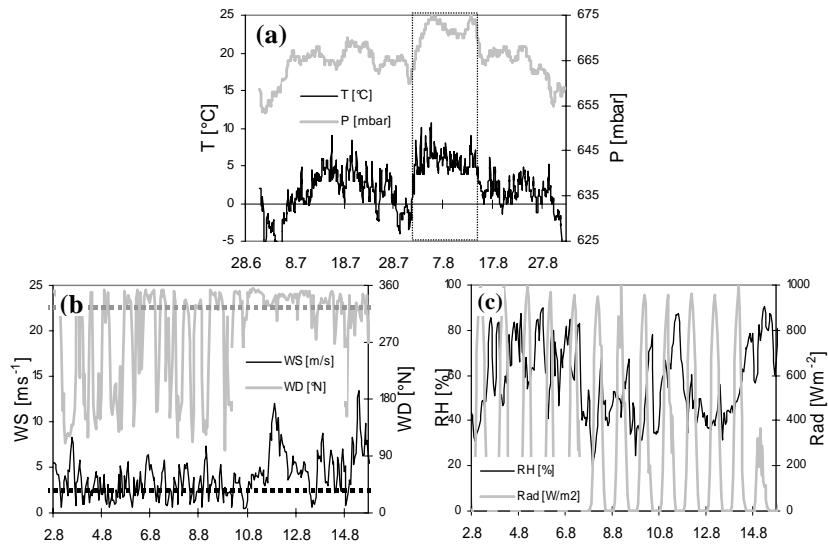 (a)
25
20
15
10
5
0
-5
T [°C]
T [°C]
P [mbar]
675
665
655
645
635
625
P [mbar]
28.6 8.7 18.7 28.7 7.8 17.8 27.8
(b)
25
20
15
10
5
0
WS [ms-1]
WS [m/s]
WD [°N]
360
270
180
90
0
WD [°N]
2.8 4.8 6.8 8.8 10.8 12.8 14.8
(c)
100
80
60
40
20
0
RH [%]
RH [%]
Rad [W/m2]
1000
800
600
400
200
0
Rad [Wm-2]
2.8 4.8 6.8 8.8 10.8 12.8 14.8